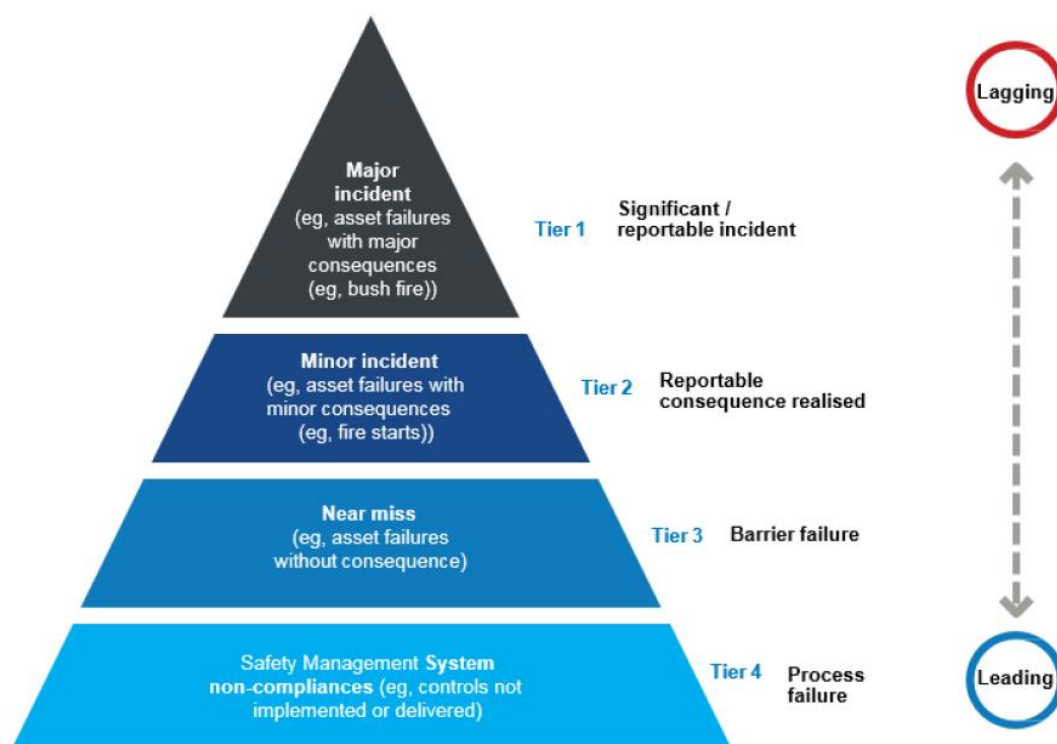 Lagging
Major
incident
(eg, asset failures
with major
consequences
(eg, bush fire))
Tier 1
Significant /
reportable incident
Minor incident
(eg, asset failures with
minor consequences
(eg, fire starts))
Tier 2
Reportable
consequence realised
Near miss
(eg, asset failures
without consequence)
Tier 3
Barrier failure
Safety Management System
non-compliances (eg, controls not
implemented or delivered)
Tier 4
Process
failure
Leading